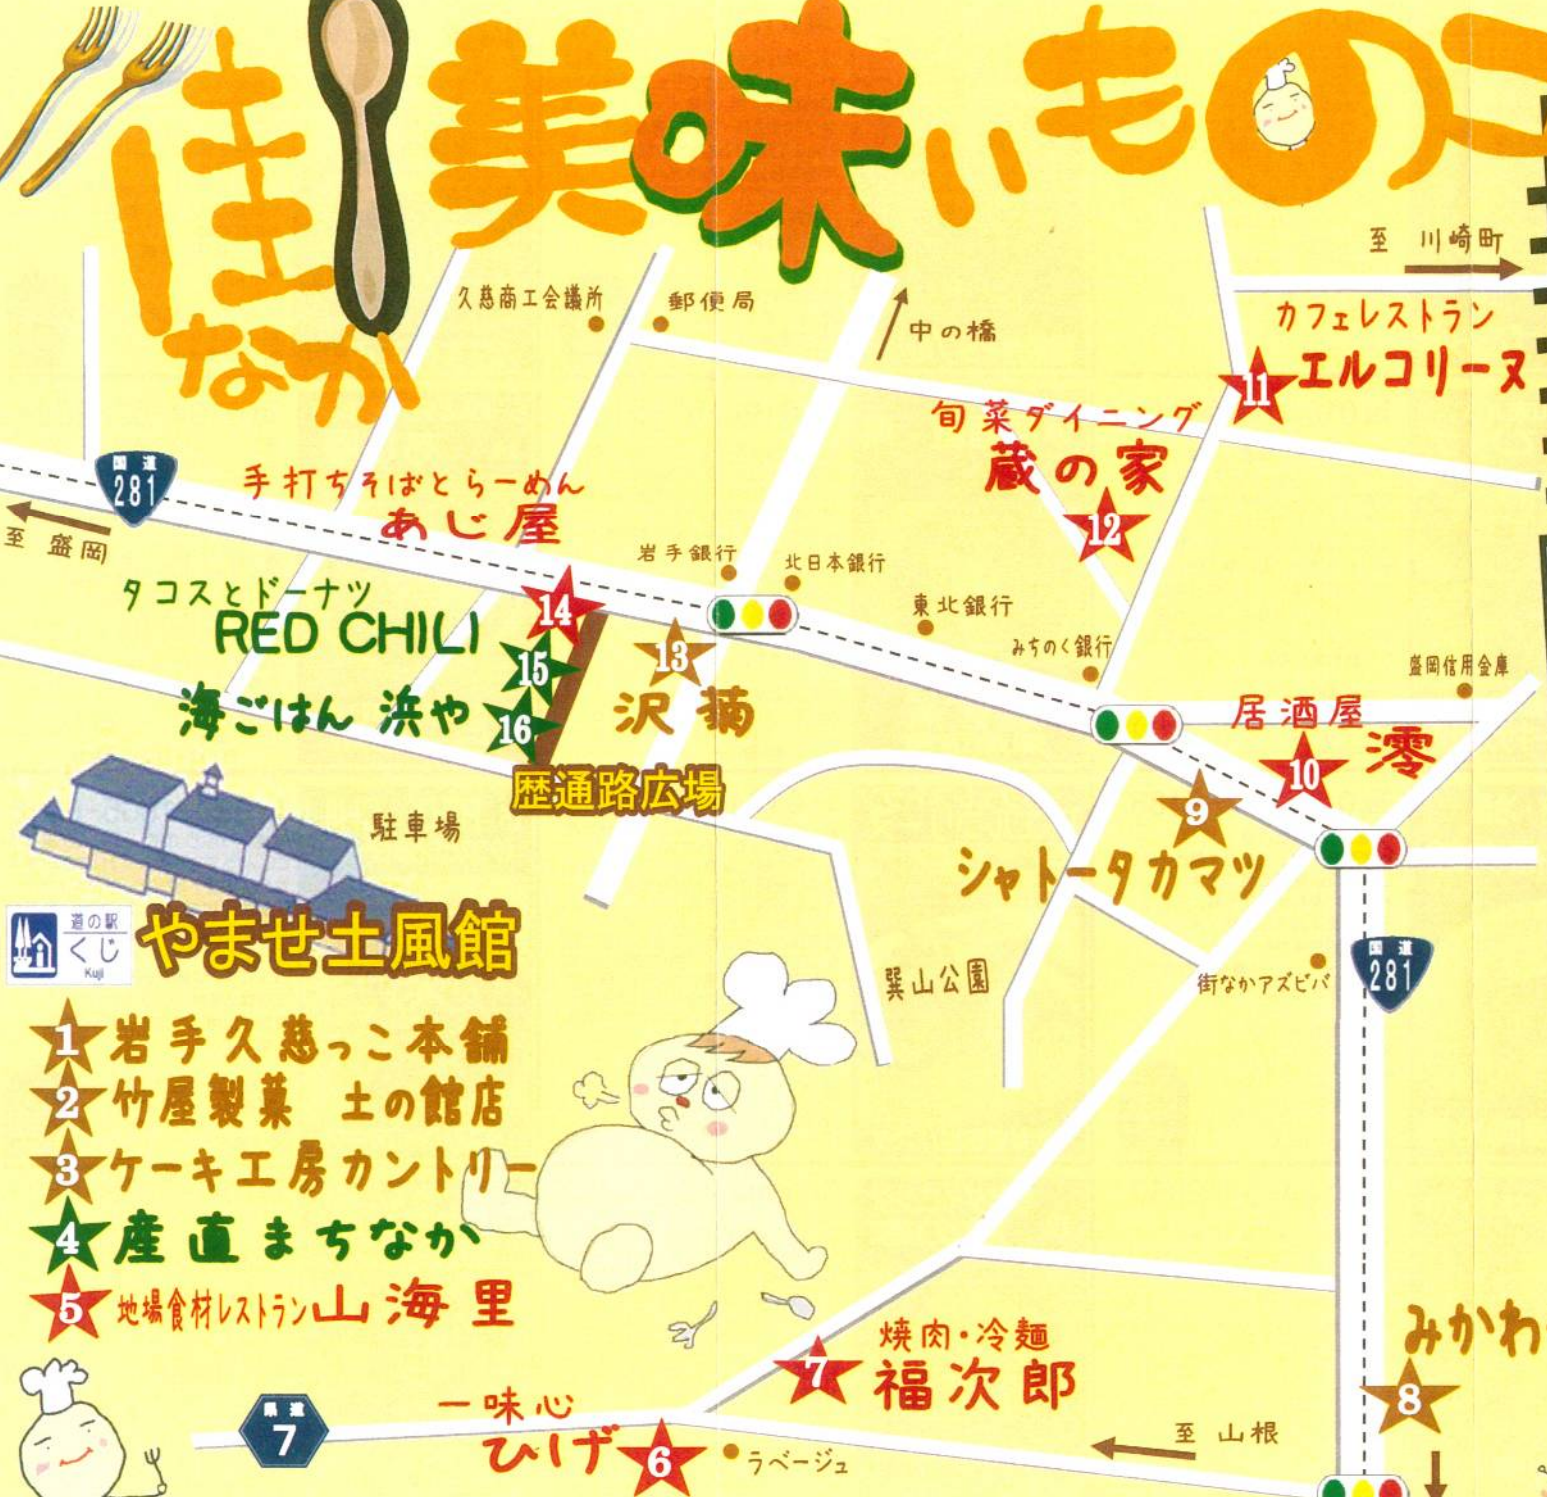 佳
なか
美味いものこ
至 川崎町
久慈商工会議所
郵便局
中の橋
カフェレストラン
エルコリーヌ
11
旬菜ダイニング
蔵の家
12
国道
281
至 盛岡
手打ちそばとらーめん
あじ屋
14
岩手銀行
北日本銀行
東北銀行
みちのく銀行
盛岡信用金庫
タコスとドーナツ
RED CHILI
15
13
沢菊
海ごはん 浜や
16
歴通路広場
居酒屋
澪
10
9
シャトータカマツ
駐車場
道の駅
くじ
Kuji
やませ土風館
巽山公園
街なかアズビバ
国道
281
1 岩手久慈っこ本舗
2 竹屋製菓 土の館店
3 ケーキ工房カントリー
4 産直まちなか
5 地場食材レストラン山海里
みかわ
8
焼肉・冷麺
7 福次郎
県道
7
一味心
ひげ
6
ラベージュ
至 山根